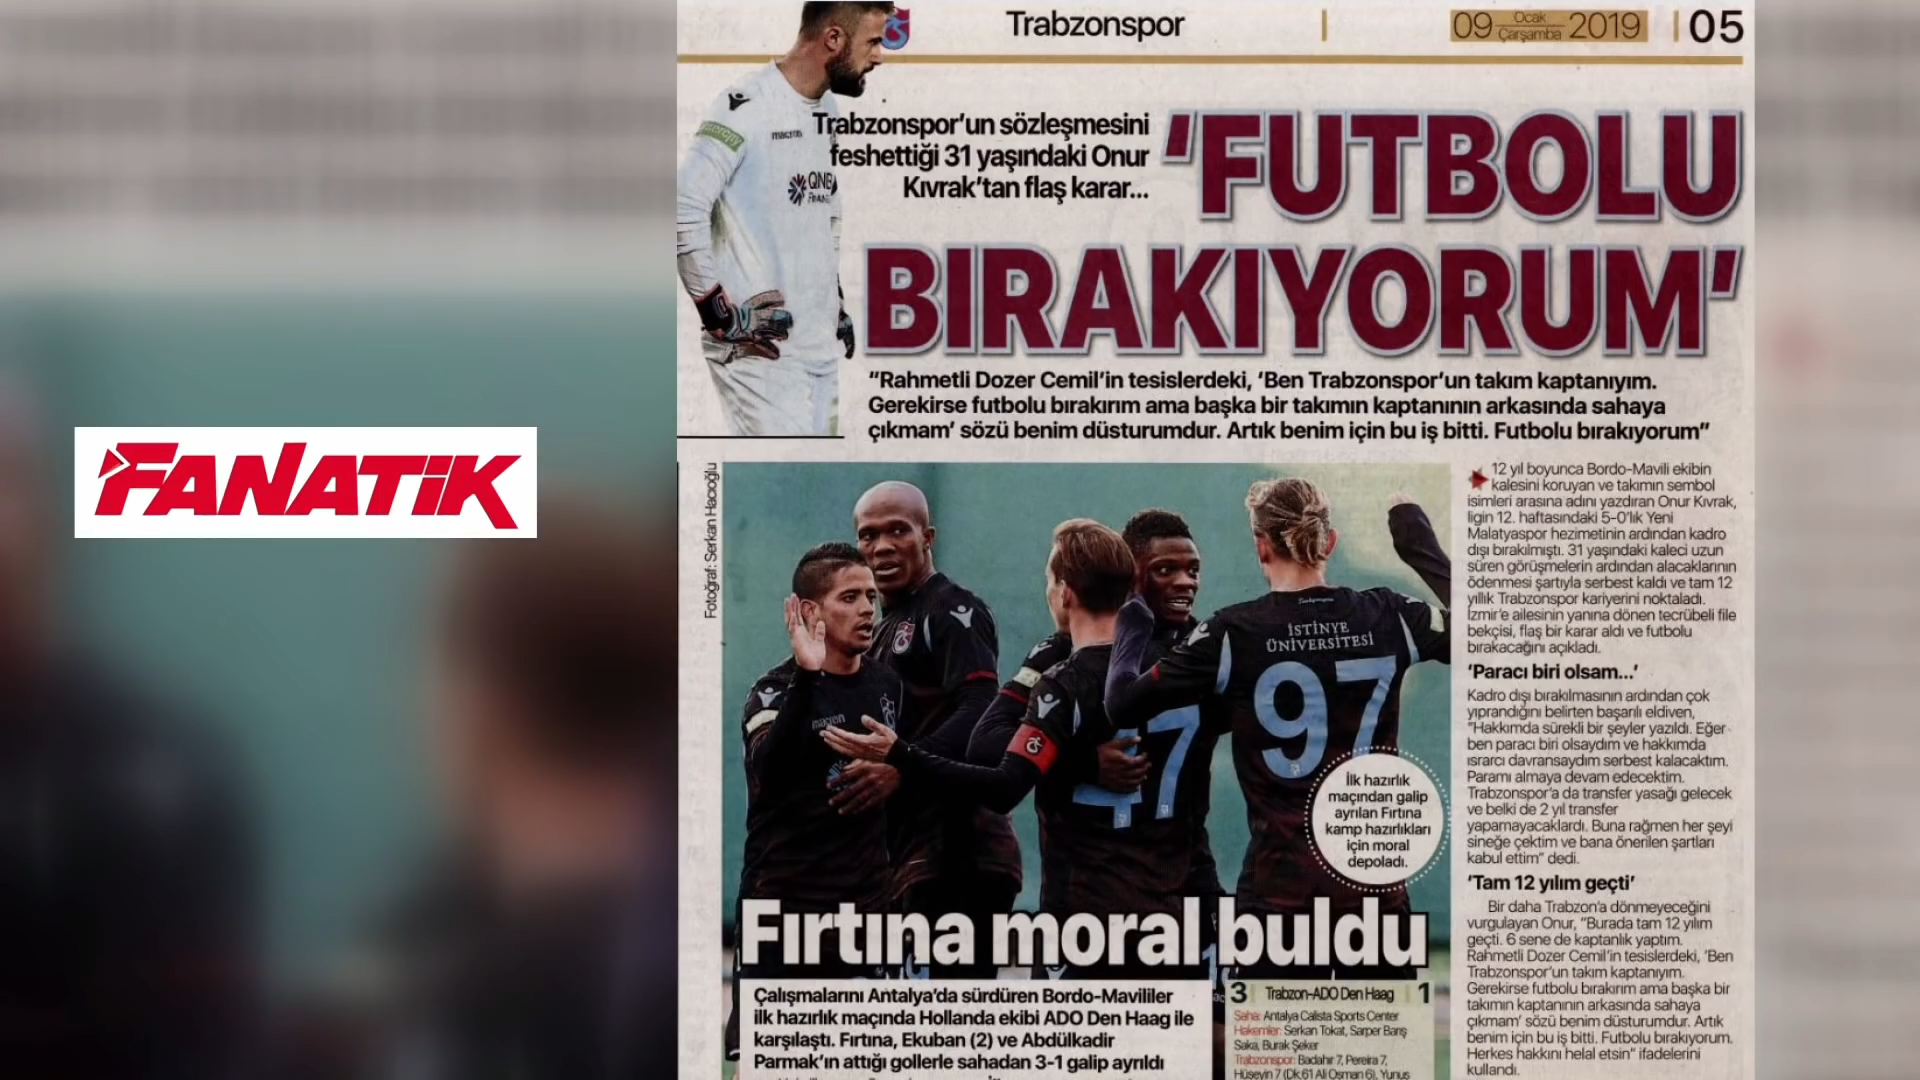 FANATiK
Trabzonspor
09 Ocak Çarşamba 2019 05
Trabzonspor'un sözleşmesini
feshettiği 31 yaşındaki Onur
Kıvrak'tan flaş karar...
'FUTBOLU
BIRAKIYORUM'
"Rahmetli Dozer Cemil'in tesislerdeki, 'Ben Trabzonspor'un takım kaptanıyım.
Gerekirse futbolu bırakırım ama başka bir takımın kaptanının arkasında sahaya
çıkmam' sözü benim düsturumdur. Artık benim için bu iş bitti. Futbolu bırakıyorum"
macron
QNB
Fotoğraf: Serkan Hacıoğlu
macron
İSTİNYE
ÜNİVERSİTESİ
97
47
İlk hazırlık
maçından galip
ayrılan Fırtına
kamp hazırlıkları
için moral
depoladı.
Fırtına moral buldu
Çalışmalarını Antalya'da sürdüren Bordo-Mavililer
ilk hazırlık maçında Hollanda ekibi ADO Den Haag ile
karşılaştı. Fırtına, Ekuban (2) ve Abdülkadir
Parmak'ın attığı gollerle sahadan 3-1 galip ayrıldı
3 Trabzon-ADO Den Haag 1
Saha: Antalya Calista Sports Center
Hakemler: Serkan Tokat, Sarper Barış
Saka, Burak Şeker
Trabzonspor: Badahır 7, Pereira 7,
Hüseyin 7 (Dk.61 Ali Osman 6), Yunus
12 yıl boyunca Bordo-Mavili ekibin
kalesini koruyan ve takımın sembol
isimleri arasına adını yazdıran Onur Kıvrak,
ligin 12. haftasındaki 5-0'lık Yeni
Malatyaspor hezimetinin ardından kadro
dışı bırakılmıştı. 31 yaşındaki kaleci uzun
süren görüşmelerin ardından alacaklarının
ödenmesi şartıyla serbest kaldı ve tam 12
yıllık Trabzonspor kariyerini noktaladı.
İzmir'e ailesinin yanına dönen tecrübeli file
bekçisi, flaş bir karar aldı ve futbolu
bırakacağını açıkladı.
'Paracı biri olsam...'
Kadro dışı bırakılmasının ardından çok
yıprandığını belirten başarılı eldiven,
"Hakkımda sürekli bir şeyler yazıldı. Eğer
ben paracı biri olsaydım ve hakkımda
ısrarcı davransaydım serbest kalacaktım.
Paramı almaya devam edecektim.
Trabzonspor'a da transfer yasağı gelecek
ve belki de 2 yıl transfer
yapamayacaklardı. Buna rağmen her şeyi
sineğe çektim ve bana önerilen şartları
kabul ettim" dedi.
'Tam 12 yılım geçti'
Bir daha Trabzon'a dönmeyeceğini
vurgulayan Onur, "Burada tam 12 yılım
geçti. 6 sene de kaptanlık yaptım.
Rahmetli Dozer Cemil'in tesislerdeki, 'Ben
Trabzonspor'un takım kaptanıyım.
Gerekirse futbolu bırakırım ama başka bir
takımın kaptanının arkasında sahaya
çıkmam' sözü benim düsturumdur. Artık
benim için bu iş bitti. Futbolu bırakıyorum.
Herkes hakkını helal etsin" ifadelerini
kullandı.